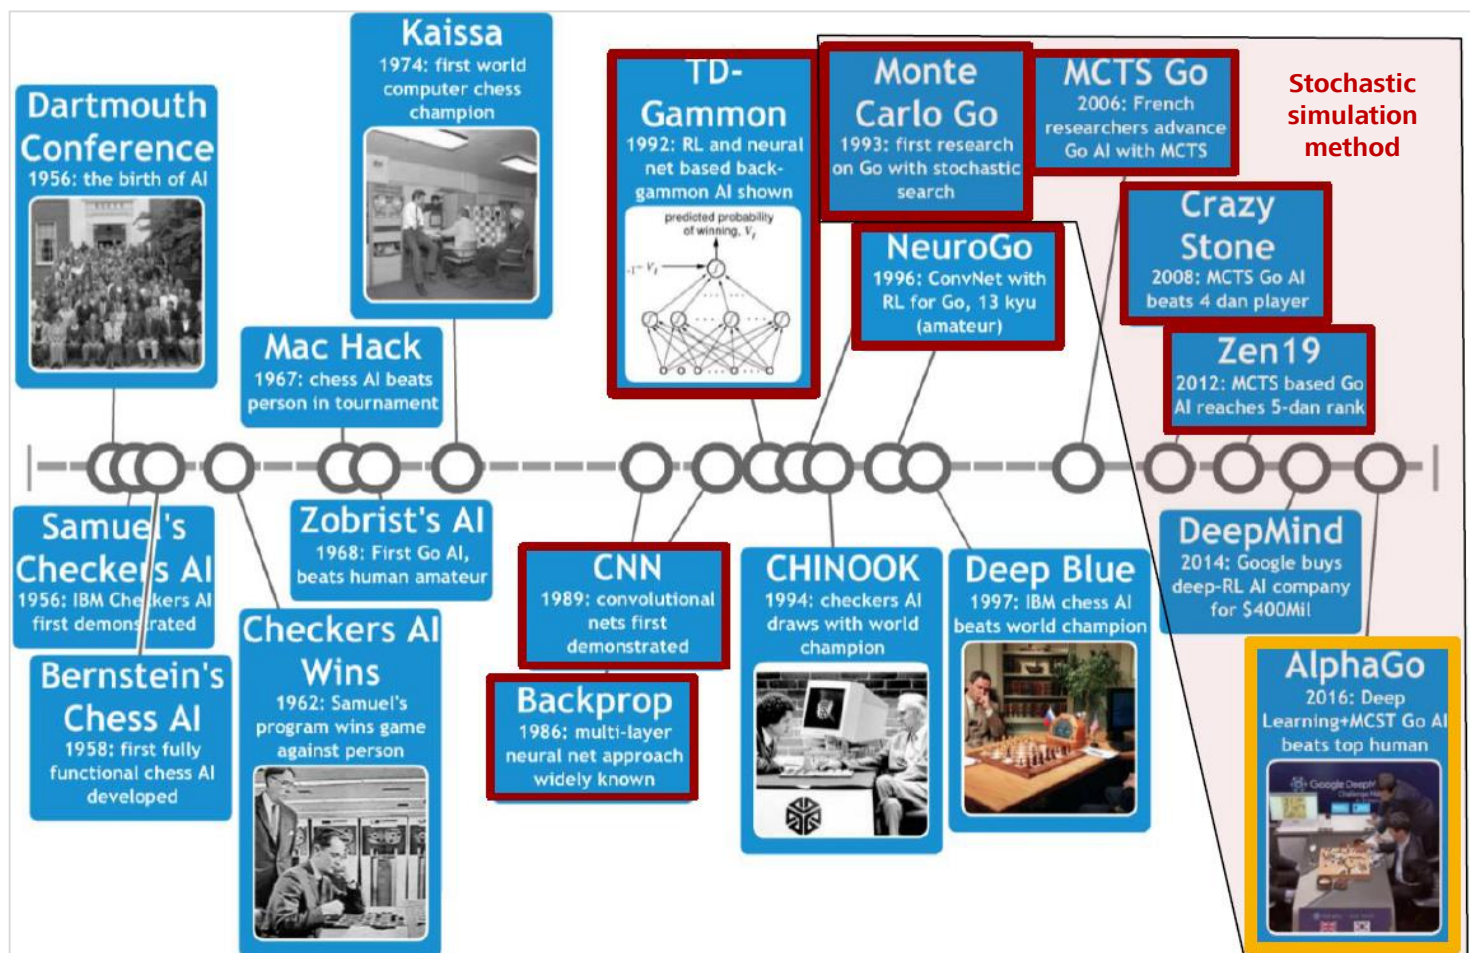 Kaissa
1974: first world
computer chess
champion
Dartmouth
Conference
1956: the birth of AI
Mac Hack
1967: chess AI beats
person in tournament
TD-
Gammon
1992: RL and neural
net based back-
gammon AI shown
predicted probability
of winning, Vt
Monte
Carlo Go
1993: first research
on Go with stochastic
search
NeuroGo
1996: ConvNet with
RL for Go, 13 kyu
(amateur)
MCTS Go
2006: French
researchers advance
Go AI with MCTS
Stochastic
simulation
method
Crazy
Stone
2008: MCTS Go AI
beats 4 dan player
Zen19
2012: MCTS based Go
AI reaches 5-dan rank
Samuel's
Checkers AI
1956: IBM Checkers AI
first demonstrated
Bernstein's
Chess AI
1958: first fully
functional chess AI
developed
Checkers AI
Wins
1962: Samuel's
program wins game
against person
Zobrist's AI
1968: First Go AI,
beats human amateur
CNN
1989: convolutional
nets first
demonstrated
Backprop
1986: multi-layer
neural net approach
widely known
CHINOOK
1994: checkers AI
draws with world
champion
Deep Blue
1997: IBM chess AI
beats world champion
DeepMind
2014: Google buys
deep-RL AI company
for $400Mil
AlphaGo
2016: Deep
Learning+MCST Go AI
beats top human
Google DeepMind